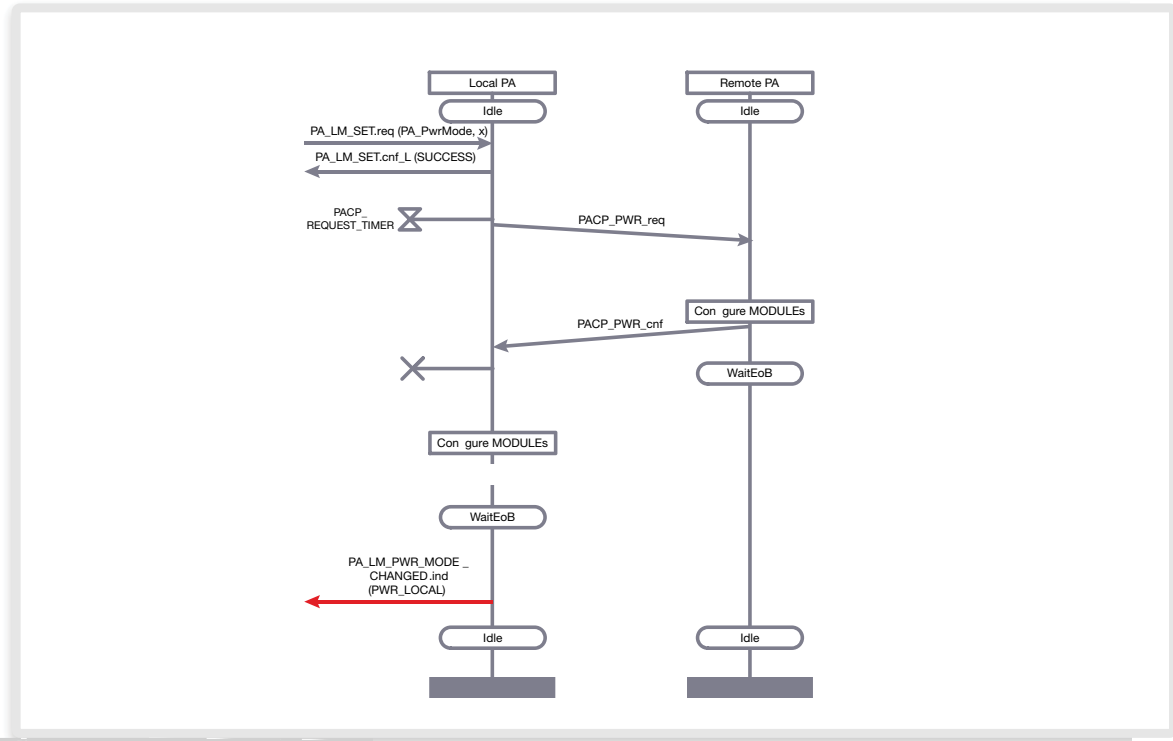 Local PA
Remote PA
Idle
Idle
PA_LM_SET.req (PA_PwrMode, x)
PA_LM_SET.cnf_L (SUCCESS)
PACP_
REQUEST_TIMER
PACP_PWR_req
Con gure MODULEs
PACP_PWR_cnf
WaitEoB
Con gure MODULEs
WaitEoB
PA_LM_PWR_MODE _
CHANGED.ind
(PWR_LOCAL)
Idle
Idle